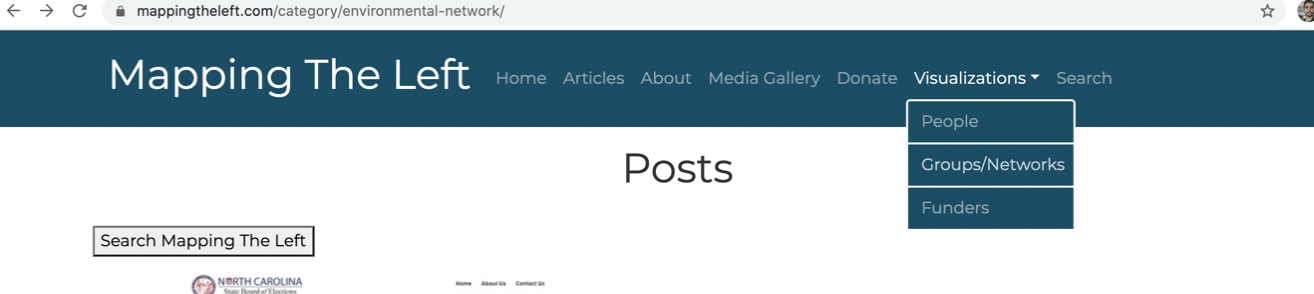 mappingtheleft.com/category/environmental-network/
Mapping The Left Home Articles About Media Gallery Donate Visualizations Search
People
Groups/Networks
Funders
Posts
Search Mapping The Left
NORTH CAROLINA
State Board of Elections
Home About Us Contact Us